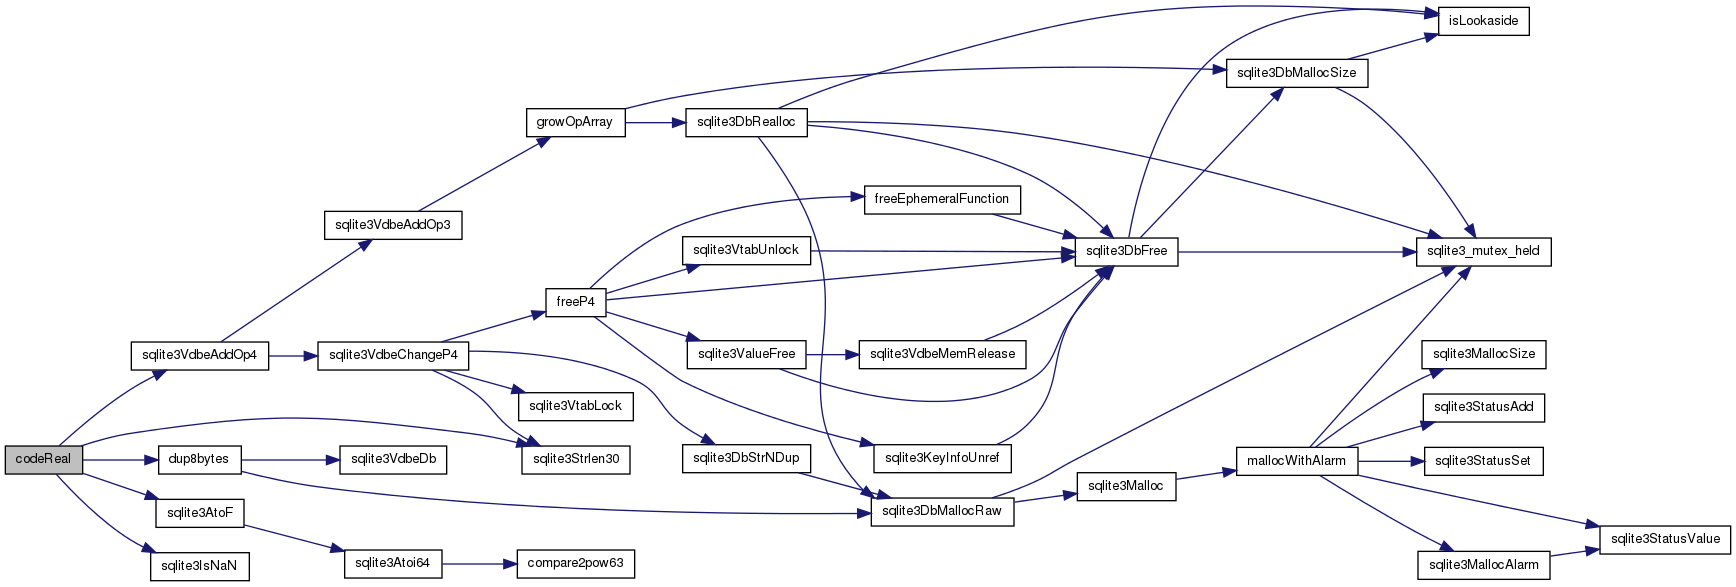 isLookaside
sqlite3DbMallocSize
growOpArray
sqlite3DbRealloc
freeEphemeralFunction
sqlite3VdbeAddOp3
sqlite3VtabUnlock
sqlite3DbFree
sqlite3_mutex_held
freeP4
sqlite3VdbeAddOp4
sqlite3VdbeChangeP4
sqlite3ValueFree
sqlite3VdbeMemRelease
sqlite3MallocSize
sqlite3VtabLock
sqlite3StatusAdd
codeReal
dup8bytes
sqlite3VdbeDb
sqlite3Strlen30
sqlite3DbStrNDup
sqlite3KeyInfoUnref
mallocWithAlarm
sqlite3StatusSet
sqlite3Malloc
sqlite3AtoF
sqlite3DbMallocRaw
sqlite3StatusValue
sqlite3IsNaN
sqlite3Atoi64
compare2pow63
sqlite3MallocAlarm